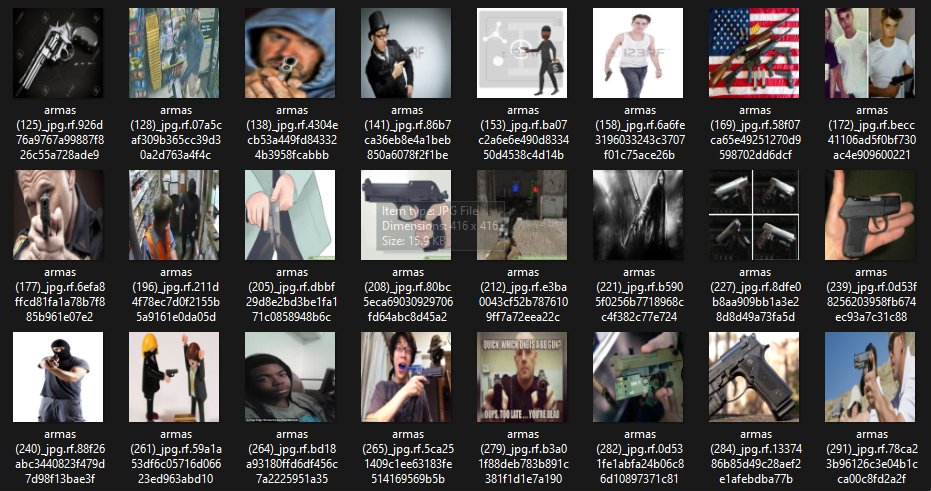 armas
(125)_jpg.rf.926d
76a9767a99887f8
26c55a728ade9
armas
(128)_jpg.rf.07a5c
af309b365cc39d3
0a2d763a4f4c
armas
(138)_jpg.rf.4304e
cb53a449fd84332
4b3958fcabbb
armas
(141)_jpg.rf.86b7
ca36eb8e4a1beb
850a6078f2f1be
armas
(153)_jpg.rf.ba07
c2a6e6e490d8334
50d4538c4d14b
armas
(158)_jpg.rf.6a6fe
3196033243c3707
f01c75ace26b
armas
(169)_jpg.rf.58f07
ca65e49251270d9
598702dd6dcf
armas
(172)_jpg.rf.becc
41106ad5f0bf730
ac4e909600221
Item type: JPG File
Dimensions: 416 x 416
Size: 15.9 KB
armas
(177)_jpg.rf.6efa8
ffcd81fa1a78b7f8
85b961e07e2
armas
(196)_jpg.rf.211d
4f78ec7d0f2155b
5a9161e0da05d
armas
(205)_jpg.rf.dbbf
29d8e2bd3be1fa1
71c0858948b6c
armas
(208)_jpg.rf.80bc
5eca69030929706
fd64abc8d45a2
armas
(212)_jpg.rf.e3ba
0043cf52b787610
9ff7a72eea22c
armas
(221)_jpg.rf.b590
5f0256b7718968c
c4f382c77e724
armas
(227)_jpg.rf.8dfe0
b8aa909bb1a3e2
8d8d49a73fa5d
armas
(239)_jpg.rf.0d53f
8256203958fb674
ec93a7c31c88
QUICK, WHICH ONE IS A BB GUN?
OOPS, TOO LATE... YOU'RE DEAD
armas
(240)_jpg.rf.88f26
abc3440823f479d
7d98f13bae3f
armas
(261)_jpg.rf.59a1a
53df6c05716d066
23ed963abd10
armas
(264)_jpg.rf.bd18
a93180ffd6df456c
7a2225951a35
armas
(265)_jpg.rf.5ca25
1409c1ee63183fe
514169569b5b
armas
(279)_jpg.rf.b3a0
1f88deb783b891c
381f1d1e7a190
armas
(282)_jpg.rf.0d53
1fe1abfa24b06c8
6d10897371c81
armas
(284)_jpg.rf.13374
86b85d49c28aef2
e1afebdba77b
armas
(291)_jpg.rf.78ca2
3b96126c3e04b1c
ca00c8fd2a2f